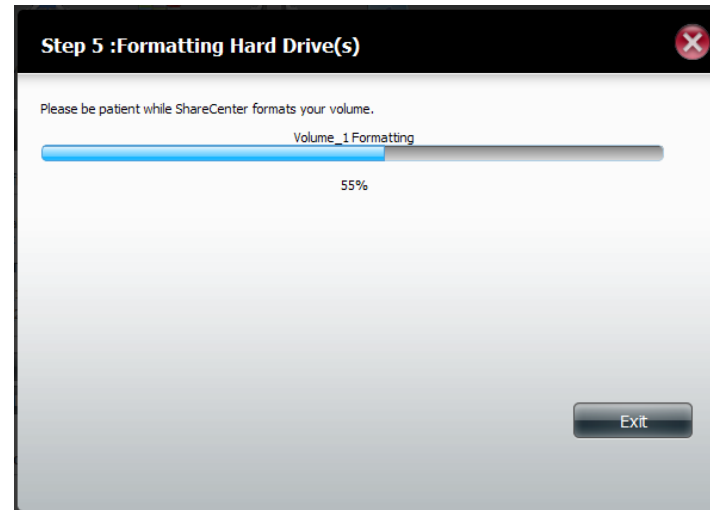 Step 5 :Formatting Hard Drive(s)
Please be patient while ShareCenter formats your volume.
Volume_1 Formatting
55%
Exit